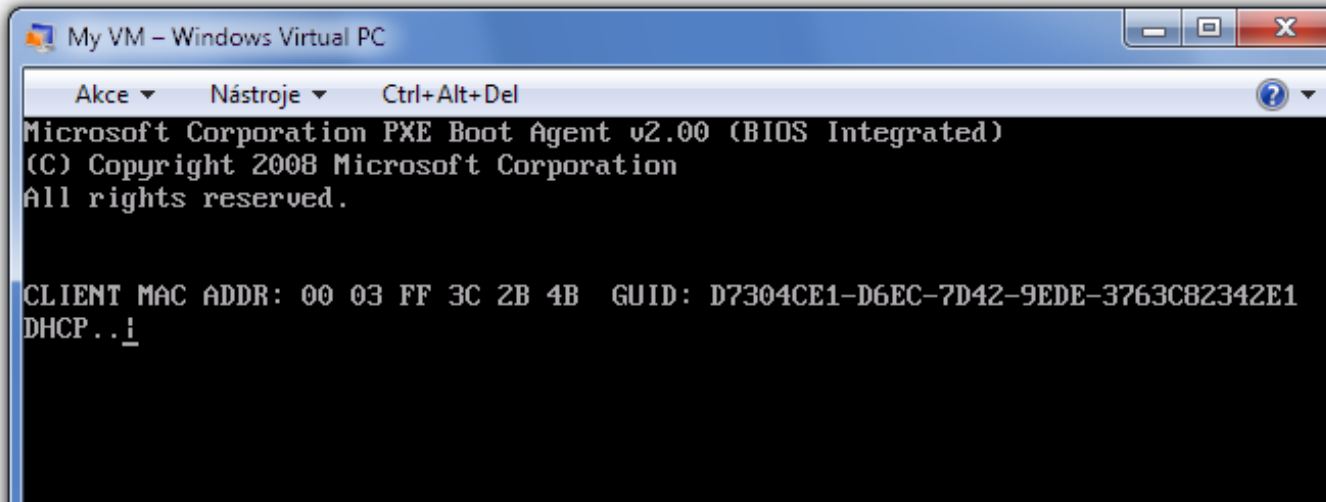 My VM – Windows Virtual PC
Akce Nástroje Ctrl+Alt+Del
Microsoft Corporation PXE Boot Agent v2.00 (BIOS Integrated)
(C) Copyright 2008 Microsoft Corporation
All rights reserved.
CLIENT MAC ADDR: 00 03 FF 3C 2B 4B  GUID: D7304CE1-D6EC-7D42-9EDE-3763C82342E1
DHCP..¦